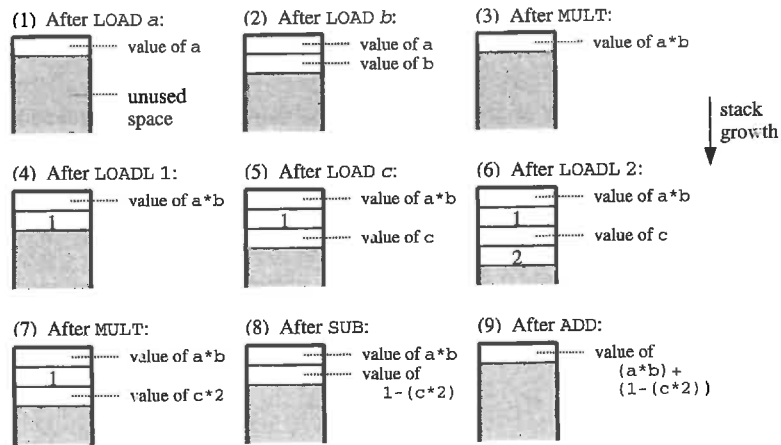 (1) After LOAD a:
value of a
unused
space
(2) After LOAD b:
value of a
value of b
(3) After MULT:
value of a*b
stack
growth
(4) After LOADL 1:
value of a*b
1
(5) After LOAD c:
value of a*b
1
value of c
(6) After LOADL 2:
value of a*b
1
value of c
2
(7) After MULT:
value of a*b
1
value of c*2
(8) After SUB:
value of a*b
value of
1-(c*2)
(9) After ADD:
value of
(a*b)+
(1-(c*2))